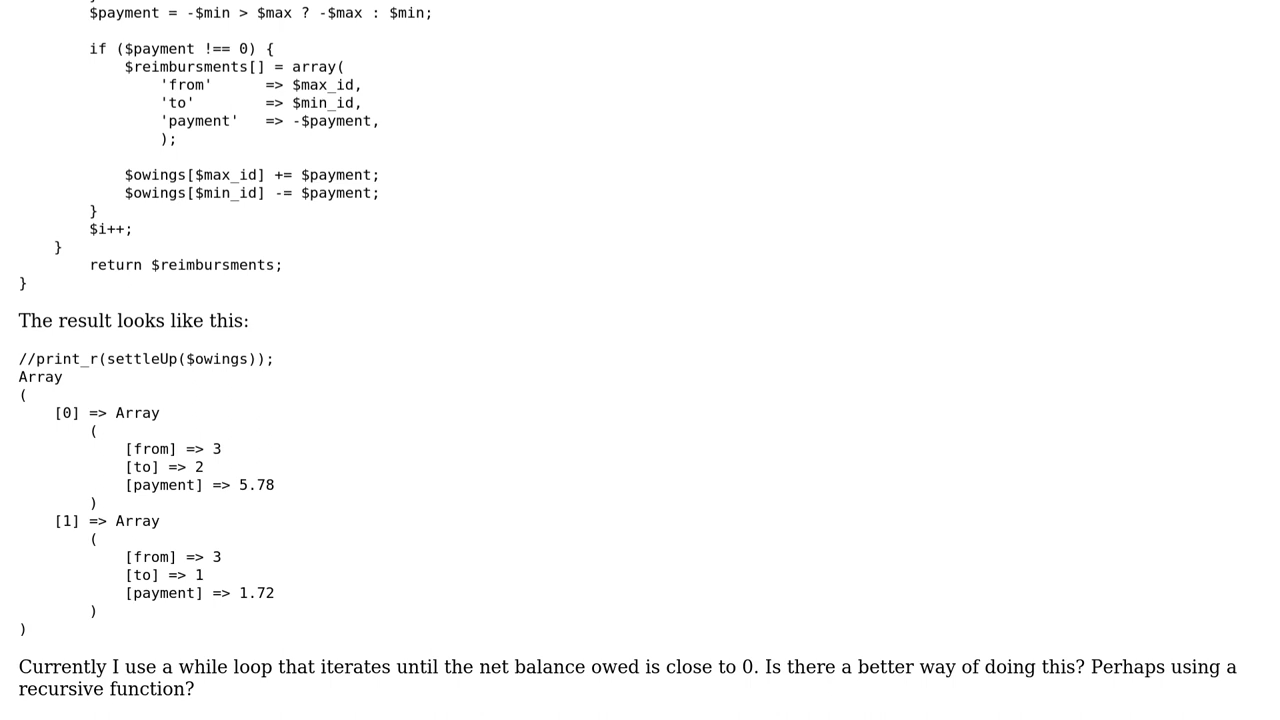 $payment = -$min > $max ? -$max : $min;

        if ($payment !== 0) {
            $reimbursments[] = array(
                'from'      => $max_id,
                'to'        => $min_id,
                'payment'   => -$payment,
                );

            $owings[$max_id] += $payment;
            $owings[$min_id] -= $payment;
        }
        $i++;
    }
        return $reimbursments;
}
The result looks like this:
//print_r(settleUp($owings));
Array
(
    [0] => Array
        (
            [from] => 3
            [to] => 2
            [payment] => 5.78
        )
    [1] => Array
        (
            [from] => 3
            [to] => 1
            [payment] => 1.72
        )
)
Currently I use a while loop that iterates until the net balance owed is close to 0. Is there a better way of doing this? Perhaps using a
recursive function?